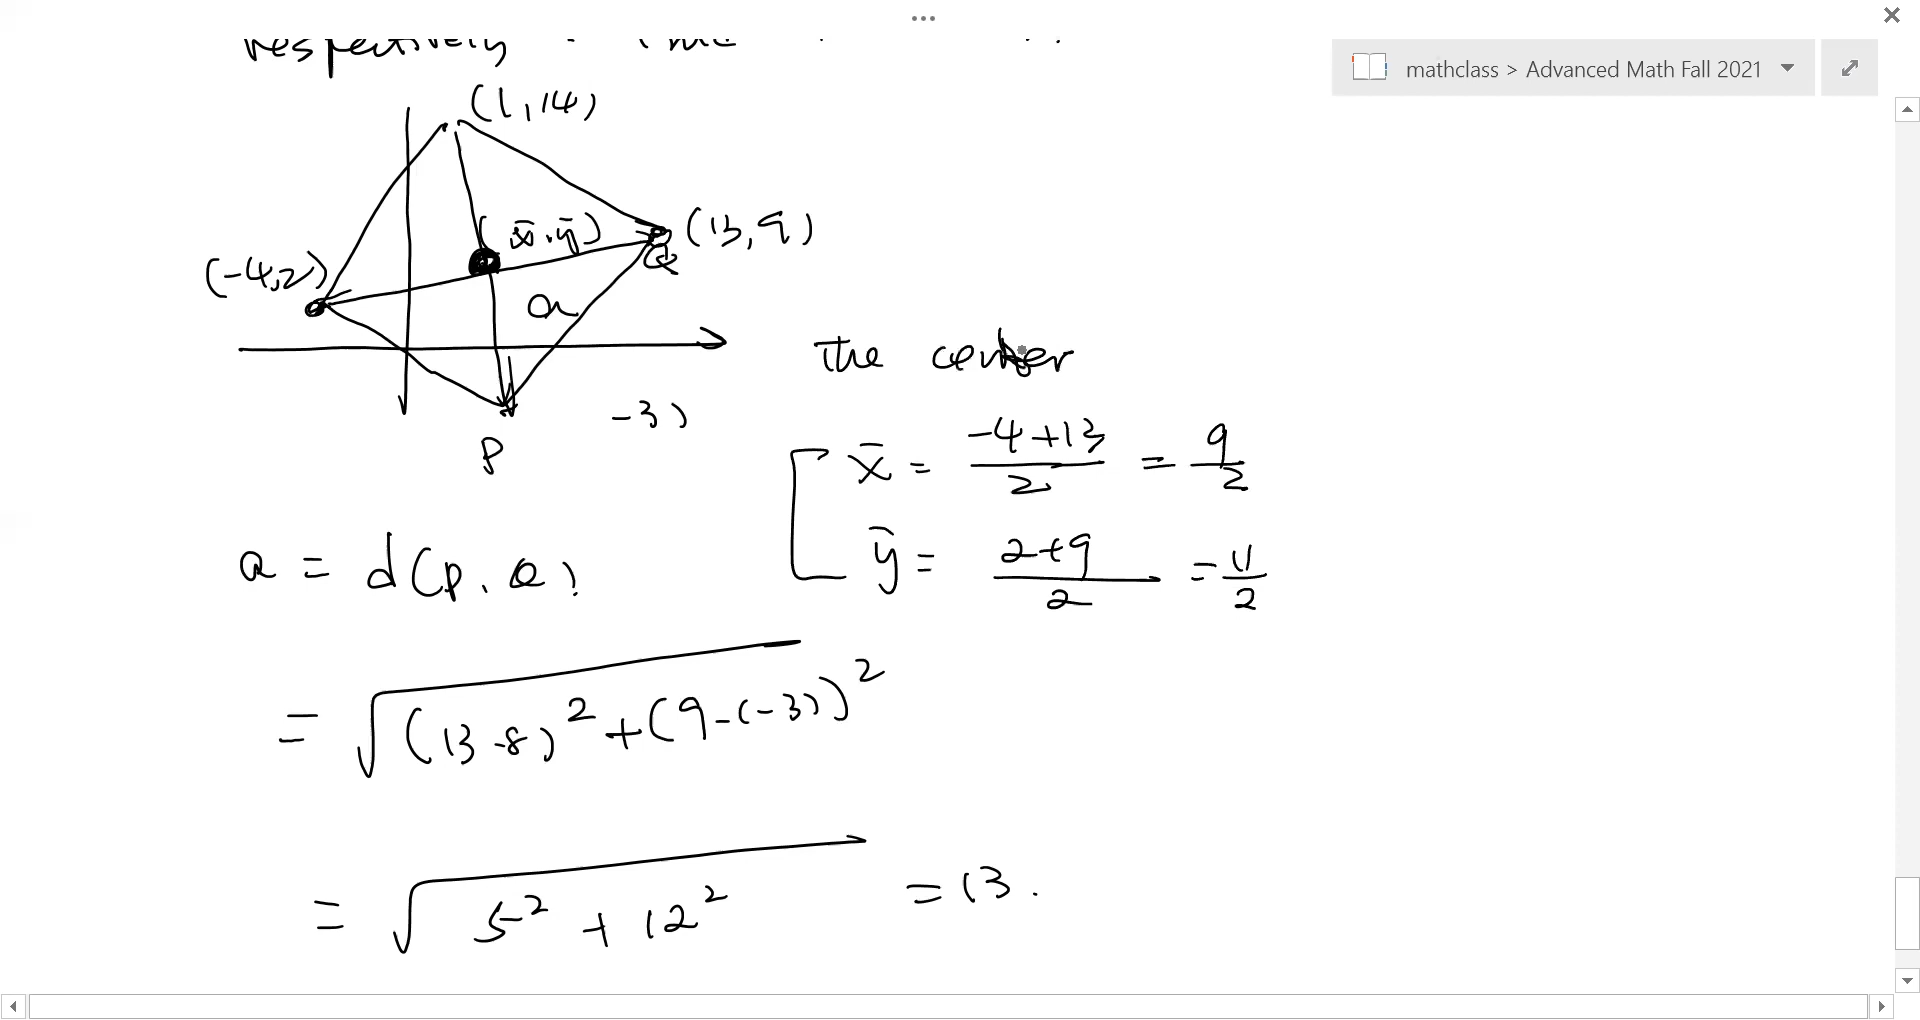 respectively
mathclass > Advanced Math Fall 2021
(1,14)
(x̄,ȳ)
(13,9)
Q
(-4,2)
a
The center
-3)
P
x̄ = (-4+13)/2 = 9/2
a = d(P, Q)
ȳ = (2+9)/2 = 11/2
= √((13-8)² + (9-(-3))²)
= √(5² + 12²) = 13.